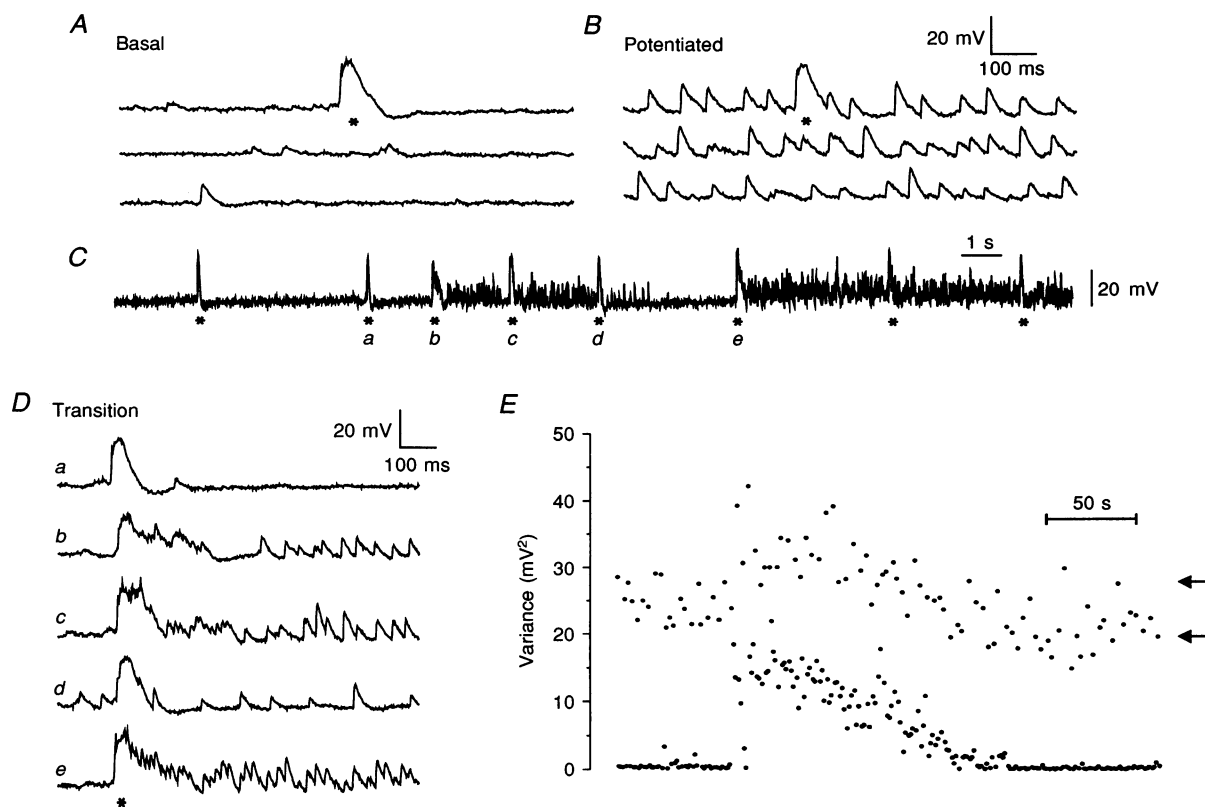 A
Basal
*
B
Potentiated
20 mV
100 ms
*
C
1 s
20 mV
* * * * * * * *
a b c d e
D
Transition
20 mV
100 ms
a
b
c
d
e
*
E
50
40
30
20
10
0
Variance (mV²)
50 s